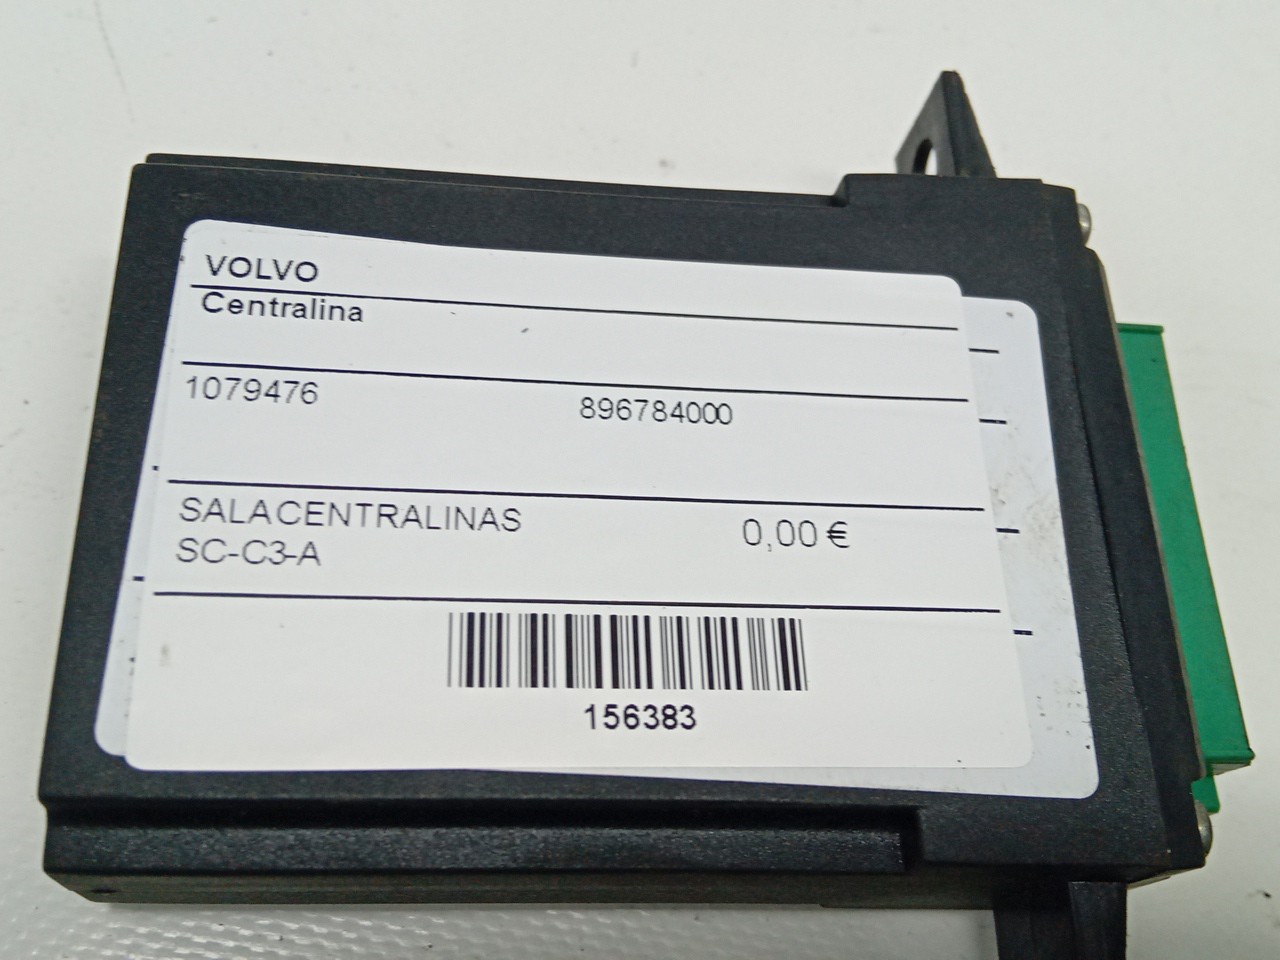 VOLVO
Centralina
1079476 896784000
SALACENTRALINAS 0,00 €
SC-C3-A
156383